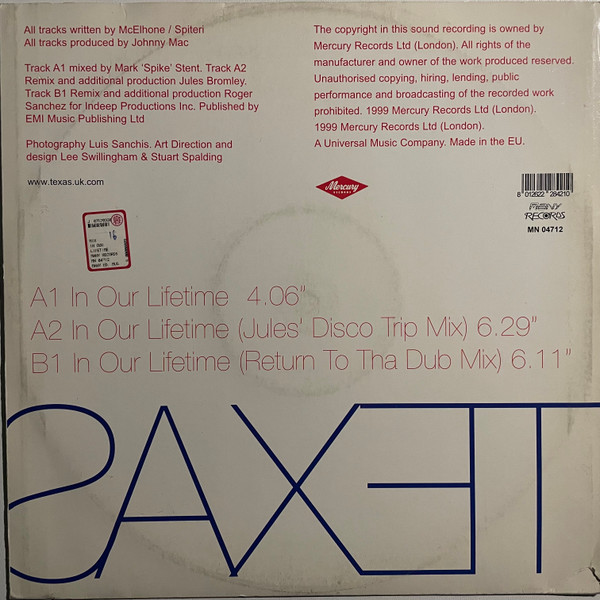 All tracks written by McElhone / Spiteri
All tracks produced by Johnny Mac
Track A1 mixed by Mark 'Spike' Stent. Track A2
Remix and additional production Jules Bromley.
Track B1 Remix and additional production Roger
Sanchez for Indeep Productions Inc. Published by
EMI Music Publishing Ltd
Photography Luis Sanchis. Art Direction and
design Lee Swillingham & Stuart Spalding
www.texas.uk.com
The copyright in this sound recording is owned by
Mercury Records Ltd (London). All rights of the
manufacturer and owner of the work produced reserved.
Unauthorised copying, hiring, lending, public
performance and broadcasting of the recorded work
prohibited. 1999 Mercury Records Ltd (London).
1999 Mercury Records Ltd (London).
A Universal Music Company. Made in the EU.
Mercury
RECORDS
8 012622 284210
RECORDS
MN 04712
A1 In Our Lifetime 4.06"
A2 In Our Lifetime (Jules' Disco Trip Mix) 6.29"
B1 In Our Lifetime (Return To Tha Dub Mix) 6.11"
SAXET